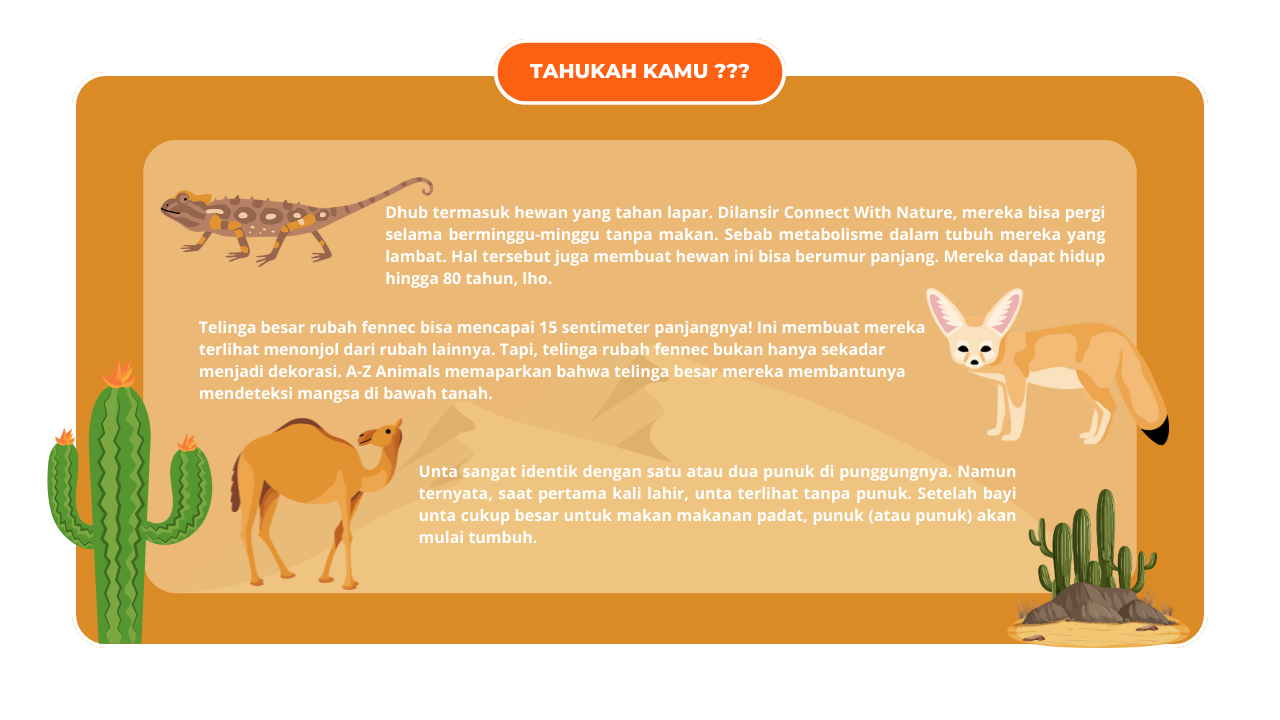 TAHUKAH KAMU ???
Dhub termasuk hewan yang tahan lapar. Dilansir Connect With Nature, mereka bisa pergi
selama berminggu-minggu tanpa makan. Sebab metabolisme dalam tubuh mereka yang
lambat. Hal tersebut juga membuat hewan ini bisa berumur panjang. Mereka dapat hidup
hingga 80 tahun, lho.
Telinga besar rubah fennec bisa mencapai 15 sentimeter panjangnya! Ini membuat mereka
terlihat menonjol dari rubah lainnya. Tapi, telinga rubah fennec bukan hanya sekadar
menjadi dekorasi. A-Z Animals memaparkan bahwa telinga besar mereka membantunya
mendeteksi mangsa di bawah tanah.
Unta sangat identik dengan satu atau dua punuk di punggungnya. Namun
ternyata, saat pertama kali lahir, unta terlihat tanpa punuk. Setelah bayi
unta cukup besar untuk makan makanan padat, punuk (atau punuk) akan
mulai tumbuh.